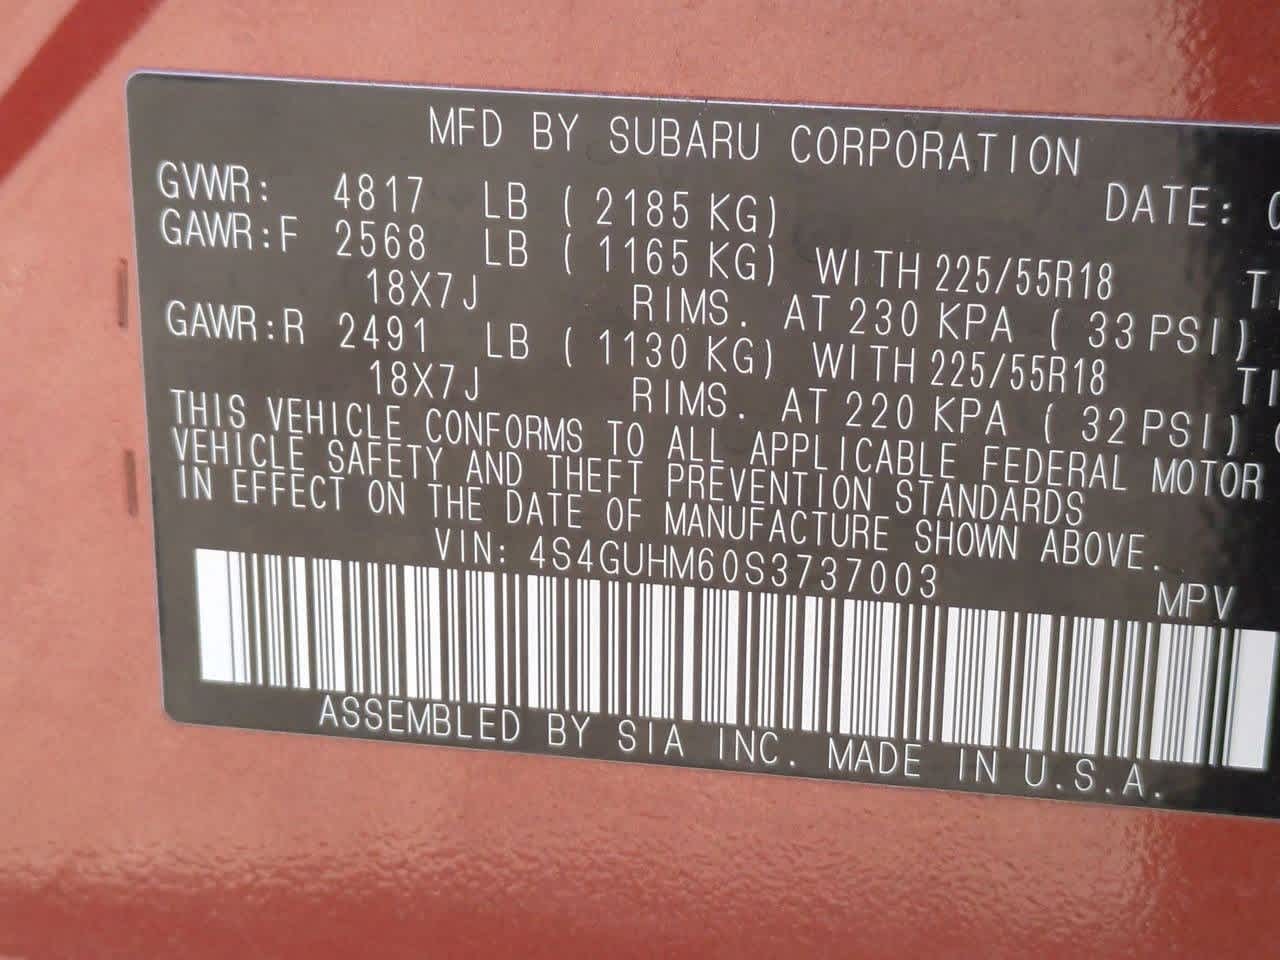 MFD BY SUBARU CORPORATION
GVWR: 4817 LB ( 2185 KG) DATE:
GAWR:F 2568 LB ( 1165 KG) WITH 225/55R18
18X7J RIMS. AT 230 KPA ( 33 PSI)
GAWR:R 2491 LB ( 1130 KG) WITH 225/55R18
18X7J RIMS. AT 220 KPA ( 32 PSI)
THIS VEHICLE CONFORMS TO ALL APPLICABLE FEDERAL MOTOR
VEHICLE SAFETY AND THEFT PREVENTION STANDARDS
IN EFFECT ON THE DATE OF MANUFACTURE SHOWN ABOVE.
VIN: 4S4GUHM60S3737003 MPV
ASSEMBLED BY SIA INC. MADE IN U.S.A.